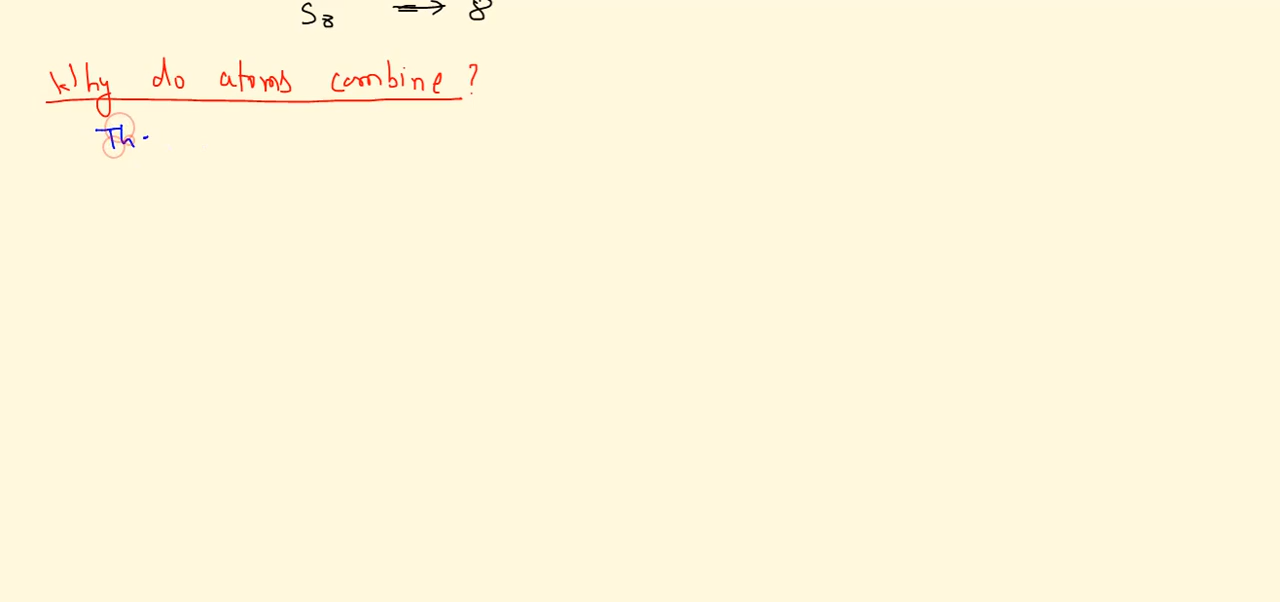 S8 ⟹ 8
Why do atoms combine?
Th